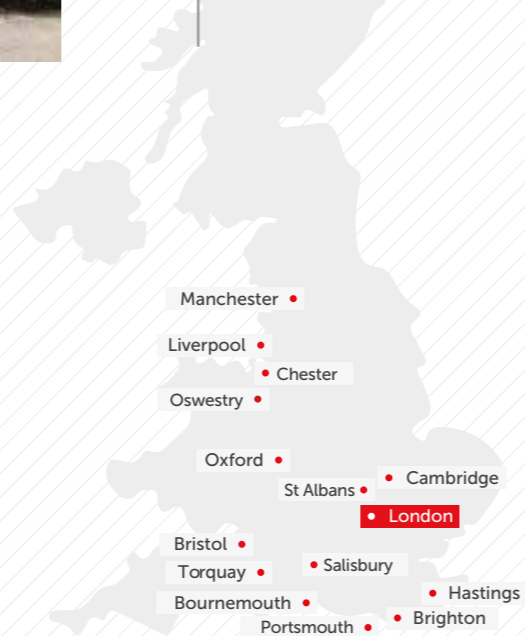 Manchester
Liverpool
Chester
Oswestry
Oxford
Cambridge
St Albans
London
Bristol
Salisbury
Torquay
Hastings
Bournemouth
Brighton
Portsmouth